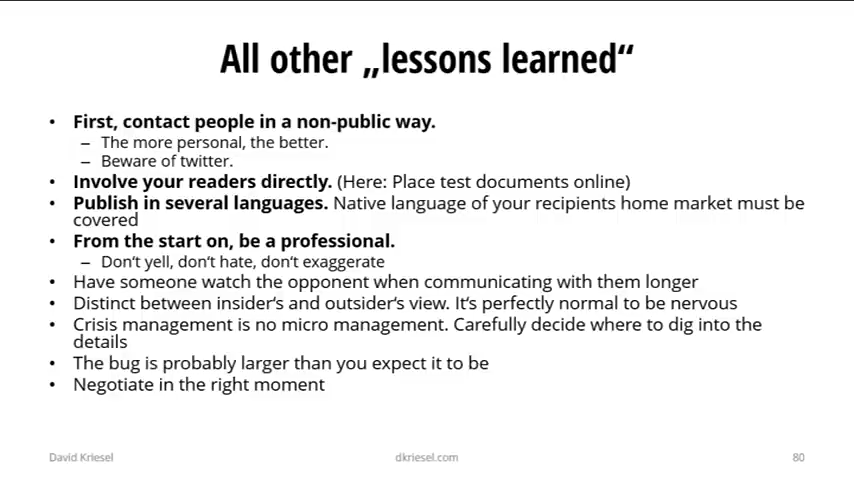 All other „lessons learned“
• First, contact people in a non-public way.
– The more personal, the better.
– Beware of twitter.
• Involve your readers directly. (Here: Place test documents online)
• Publish in several languages. Native language of your recipients home market must be
covered
• From the start on, be a professional.
– Don‘t yell, don‘t hate, don‘t exaggerate
• Have someone watch the opponent when communicating with them longer
• Distinct between insider‘s and outsider‘s view. It‘s perfectly normal to be nervous
• Crisis management is no micro management. Carefully decide where to dig into the
details
• The bug is probably larger than you expect it to be
• Negotiate in the right moment
David Kriesel
dkriesel.com
80